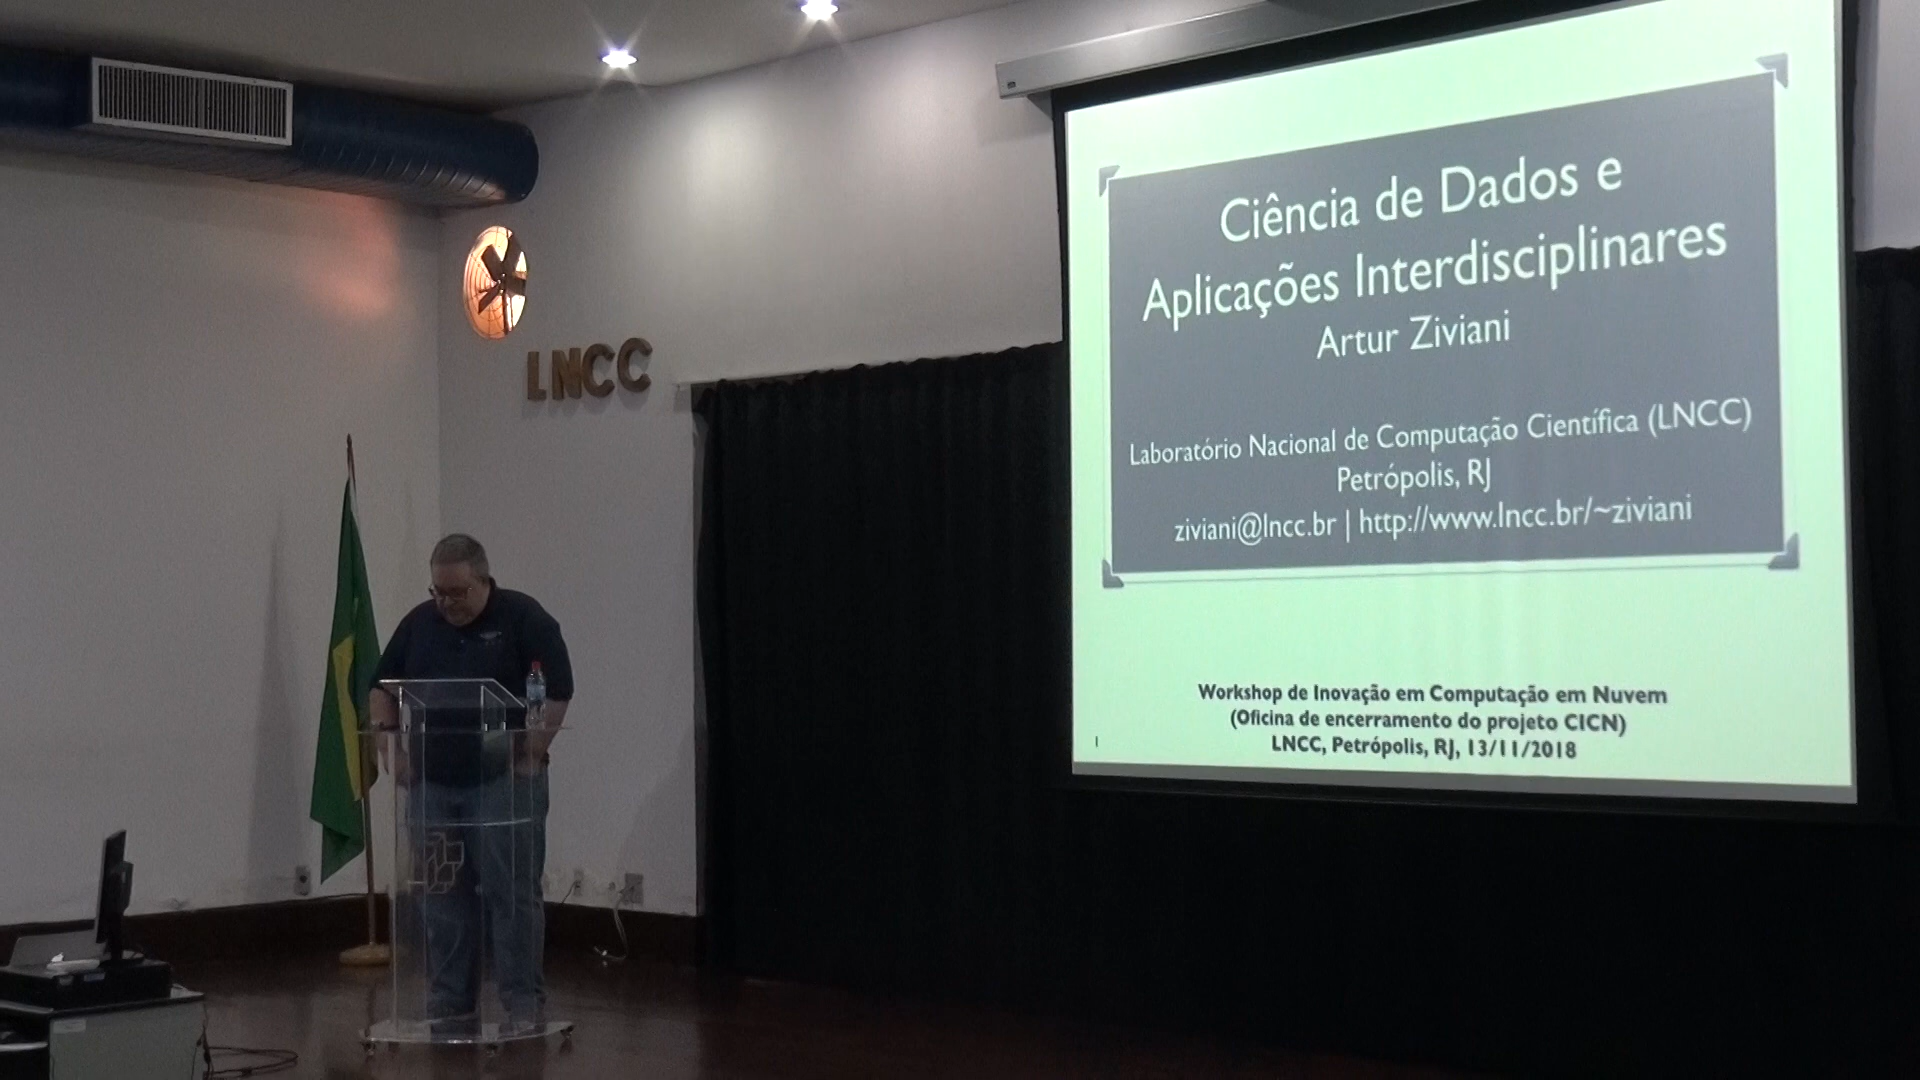 LNCC
Ciência de Dados e
Aplicações Interdisciplinares
Artur Ziviani
Laboratório Nacional de Computação Científica (LNCC)
Petrópolis, RJ
ziviani@lncc.br | http://www.lncc.br/~ziviani
Workshop de Inovação em Computação em Nuvem
(Oficina de encerramento do projeto CICN)
1
LNCC, Petrópolis, RJ, 13/11/2018